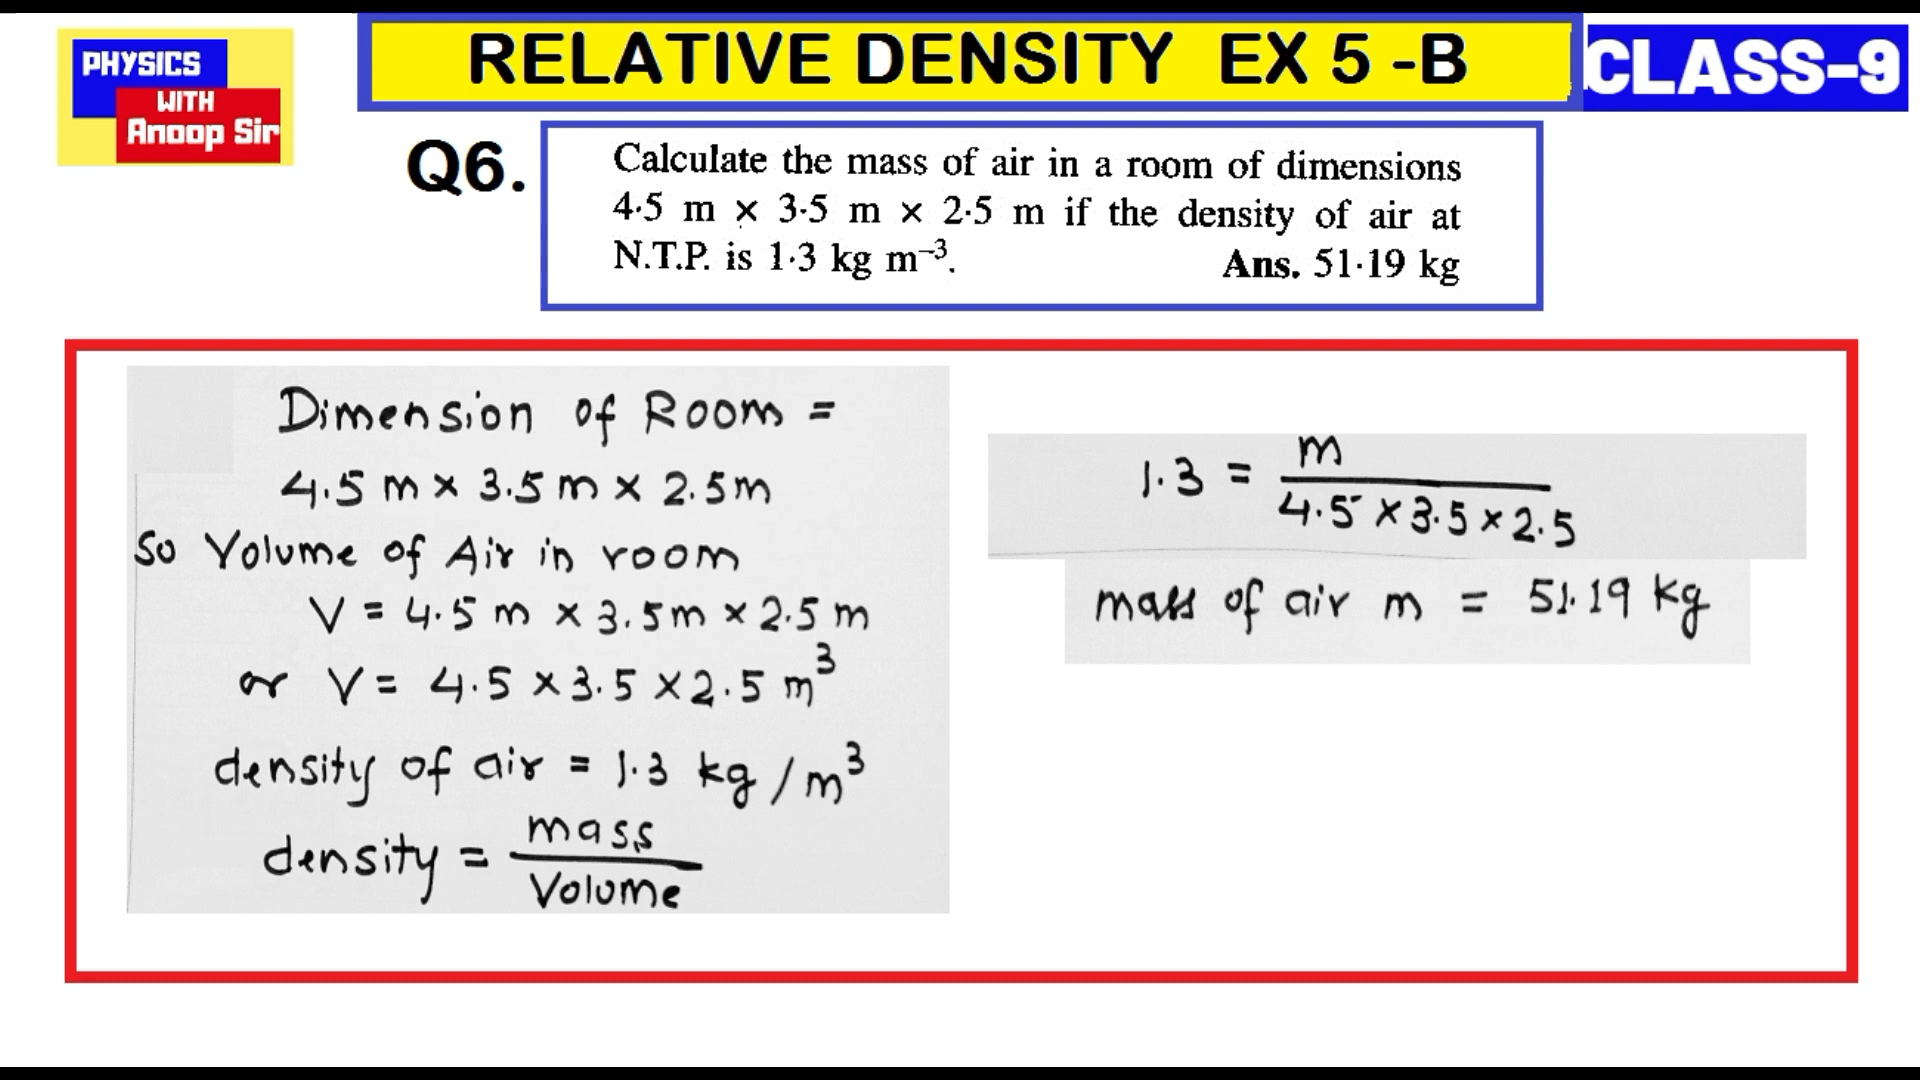 PHYSICS
WITH
Anoop Sir
RELATIVE DENSITY EX 5 -B
CLASS-9
Q6.
Calculate the mass of air in a room of dimensions
4·5 m × 3·5 m × 2·5 m if the density of air at
N.T.P. is 1·3 kg m⁻³. Ans. 51·19 kg
Dimension of Room =
4.5 m × 3.5 m × 2.5 m
So Volume of Air in room
V = 4.5 m × 3.5 m × 2.5 m
or V = 4.5 × 3.5 × 2.5 m³
density of air = 1.3 kg / m³
density = mass / Volume
1.3 = m / 4.5 × 3.5 × 2.5
mass of air m = 51.19 kg